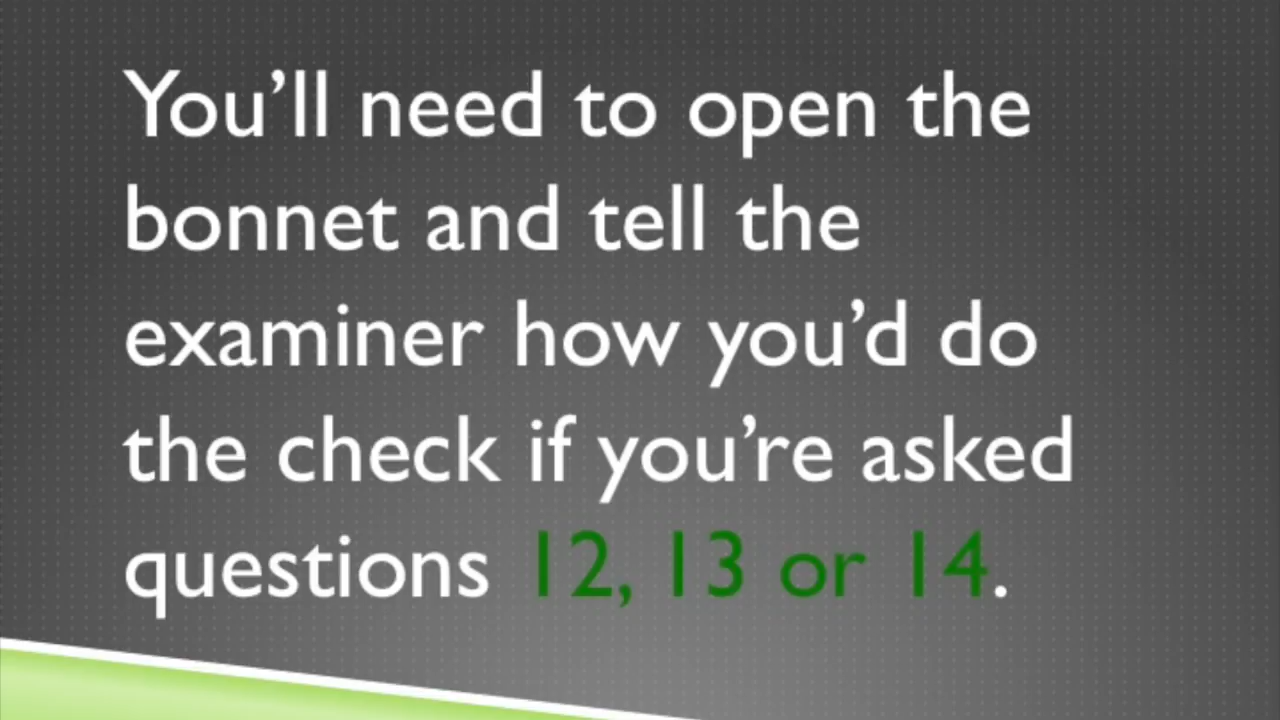 You’ll need to open the
bonnet and tell the
examiner how you’d do
the check if you’re asked
questions 12, 13 or 14.